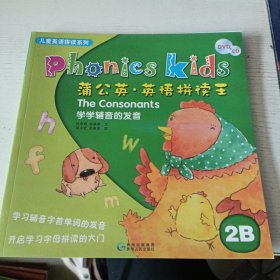 儿童英语拼读系列
DVD
CD
Phonics Kids
蒲公英·英语拼读王
The Consonants
学学辅音的发音
h
f
m
w
学习辅音字首单词的发音
开启学习字母拼读的大门
2B